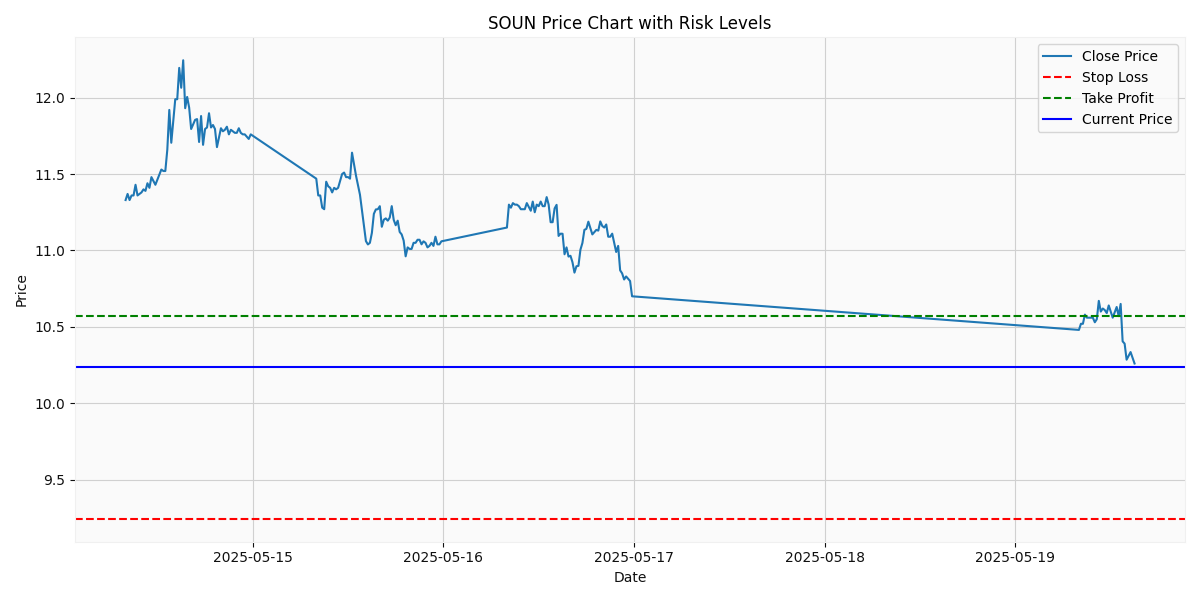 SOUN Price Chart with Risk Levels
Close Price
Stop Loss
Take Profit
Current Price
12.0
11.5
11.0
10.5
10.0
9.5
Price
2025-05-15
2025-05-16
2025-05-17
2025-05-18
2025-05-19
Date